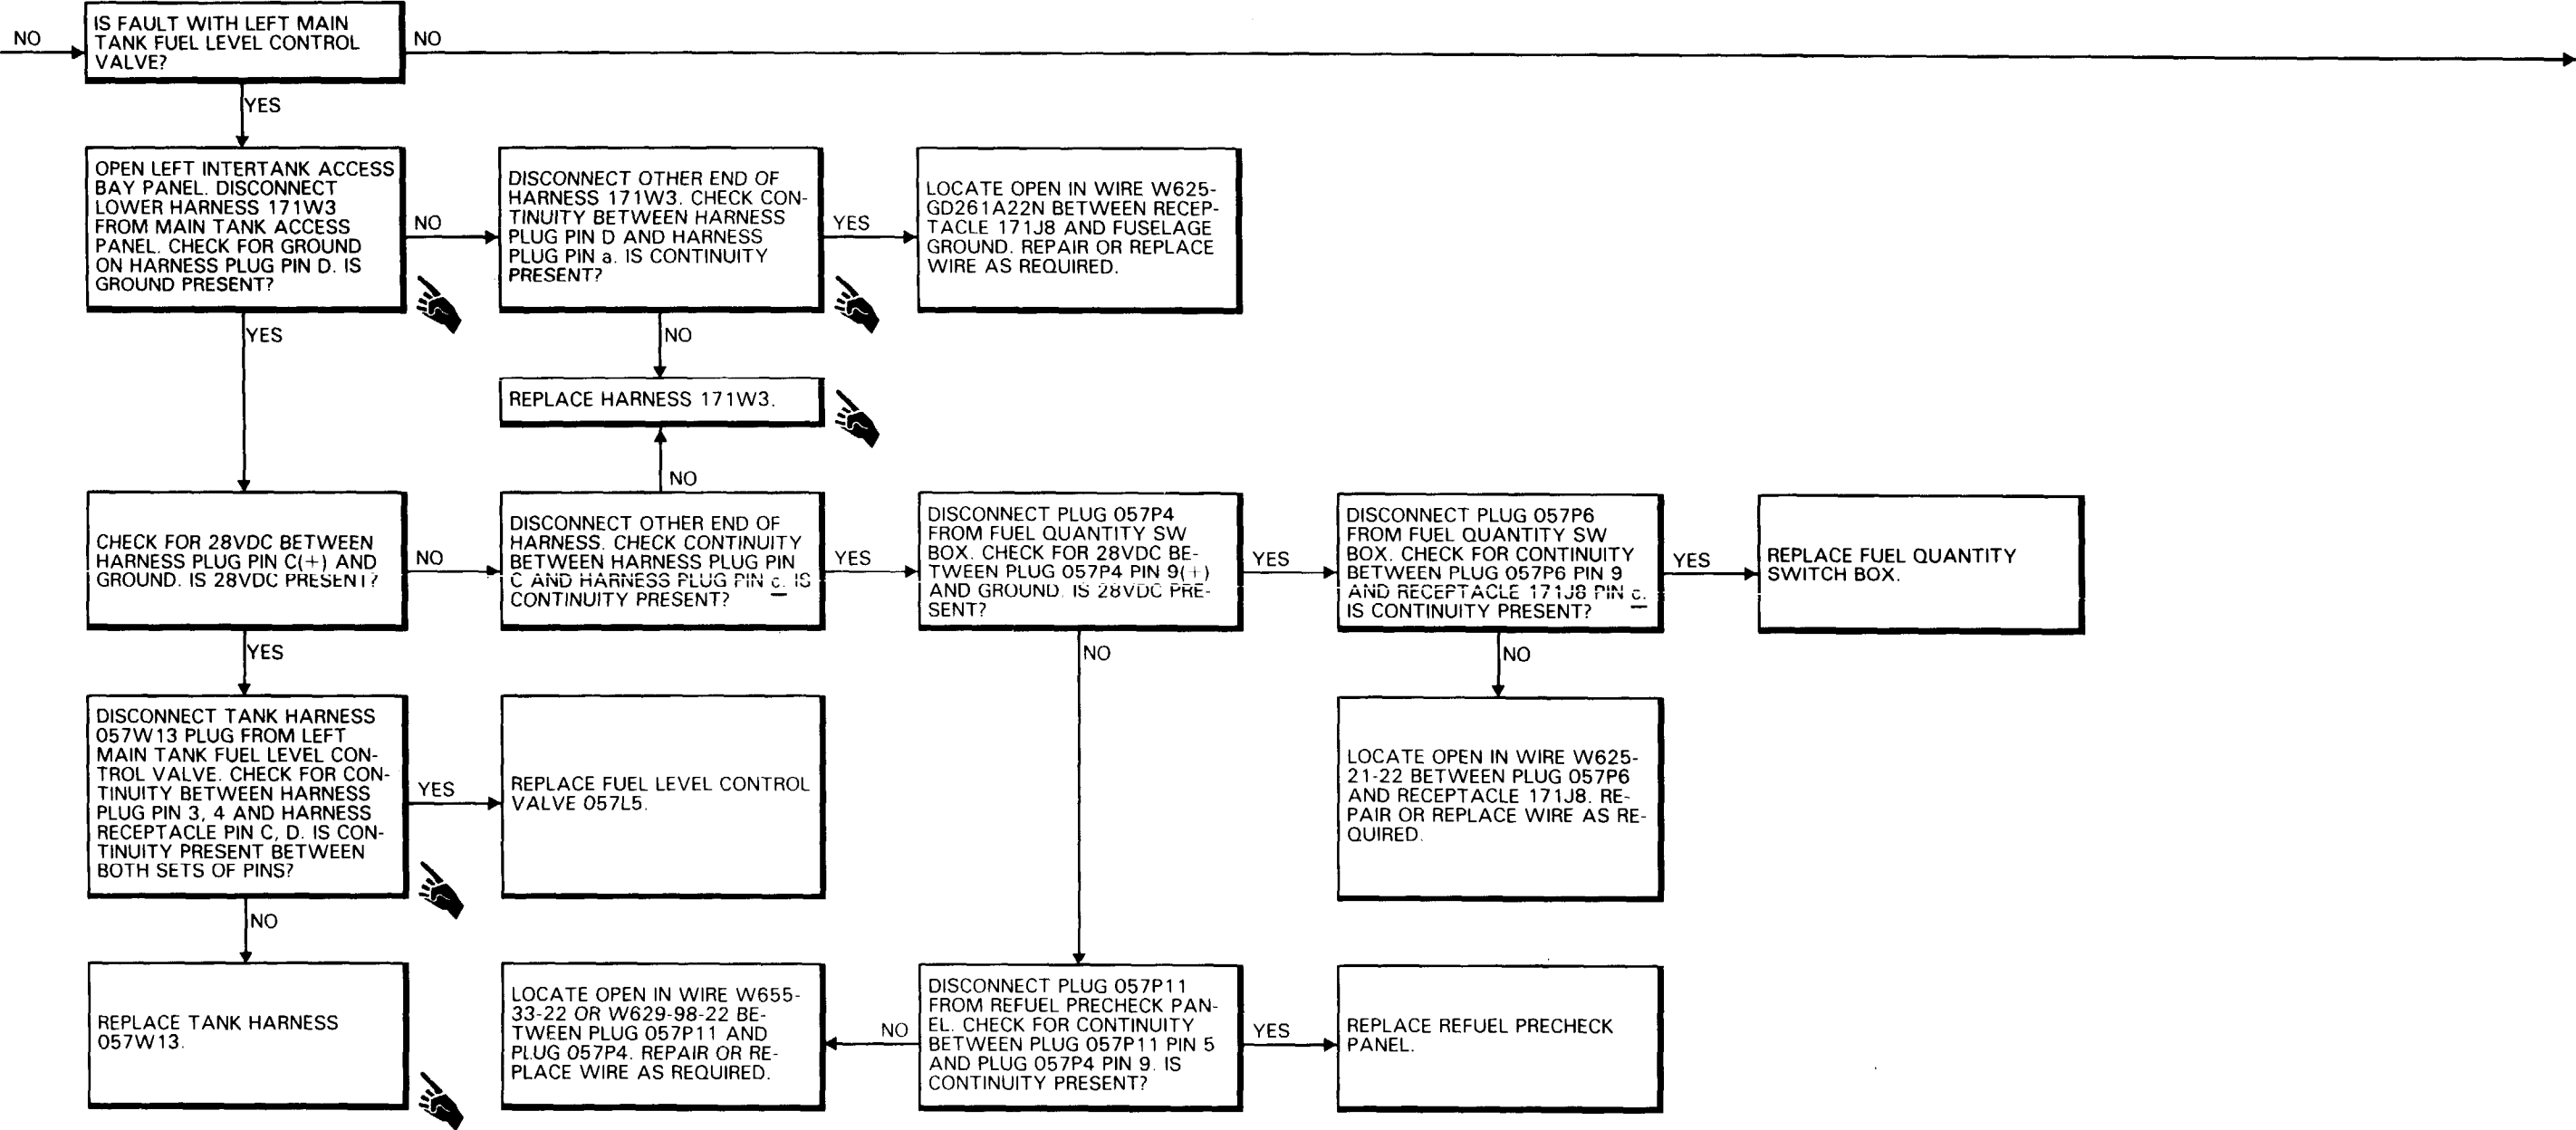 IS FAULT WITH LEFT MAIN
TANK FUEL LEVEL CONTROL
VALVE?
NO
NO
YES
OPEN LEFT INTERTANK ACCESS
BAY PANEL. DISCONNECT
LOWER HARNESS 171W3
FROM MAIN TANK ACCESS
PANEL. CHECK FOR GROUND
ON HARNESS PLUG PIN D. IS
GROUND PRESENT?
NO
DISCONNECT OTHER END OF
HARNESS 171W3. CHECK CON-
TINUITY BETWEEN HARNESS
PLUG PIN D AND HARNESS
PLUG PIN a. IS CONTINUITY
PRESENT?
YES
LOCATE OPEN IN WIRE W625-
GD261A22N BETWEEN RECEP-
TACLE 171J8 AND FUSELAGE
GROUND. REPAIR OR REPLACE
WIRE AS REQUIRED.
YES
NO
REPLACE HARNESS 171W3.
NO
CHECK FOR 28VDC BETWEEN
HARNESS PLUG PIN C(+) AND
GROUND. IS 28VDC PRESENT?
NO
DISCONNECT OTHER END OF
HARNESS. CHECK CONTINUITY
BETWEEN HARNESS PLUG PIN
C AND HARNESS PLUG PIN c. IS
CONTINUITY PRESENT?
YES
DISCONNECT PLUG 057P4
FROM FUEL QUANTITY SW
BOX. CHECK FOR 28VDC BE-
TWEEN PLUG 057P4 PIN 9(+)
AND GROUND. IS 28VDC PRE-
SENT?
YES
DISCONNECT PLUG 057P6
FROM FUEL QUANTITY SW
BOX. CHECK FOR CONTINUITY
BETWEEN PLUG 057P6 PIN 9
AND RECEPTACLE 171J8 PIN c.
IS CONTINUITY PRESENT?
YES
REPLACE FUEL QUANTITY
SWITCH BOX.
YES
NO
NO
DISCONNECT TANK HARNESS
057W13 PLUG FROM LEFT
MAIN TANK FUEL LEVEL CON-
TROL VALVE. CHECK FOR CON-
TINUITY BETWEEN HARNESS
PLUG PIN 3, 4 AND HARNESS
RECEPTACLE PIN C, D. IS CON-
TINUITY PRESENT BETWEEN
BOTH SETS OF PINS?
YES
REPLACE FUEL LEVEL CONTROL
VALVE 057L5.
LOCATE OPEN IN WIRE W625-
21-22 BETWEEN PLUG 057P6
AND RECEPTACLE 171J8. RE-
PAIR OR REPLACE WIRE AS RE-
QUIRED.
NO
REPLACE TANK HARNESS
057W13.
LOCATE OPEN IN WIRE W655-
33-22 OR W629-98-22 BE-
TWEEN PLUG 057P11 AND
PLUG 057P4. REPAIR OR RE-
PLACE WIRE AS REQUIRED.
NO
DISCONNECT PLUG 057P11
FROM REFUEL PRECHECK PAN-
EL. CHECK FOR CONTINUITY
BETWEEN PLUG 057P11 PIN 5
AND PLUG 057P4 PIN 9. IS
CONTINUITY PRESENT?
YES
REPLACE REFUEL PRECHECK
PANEL.